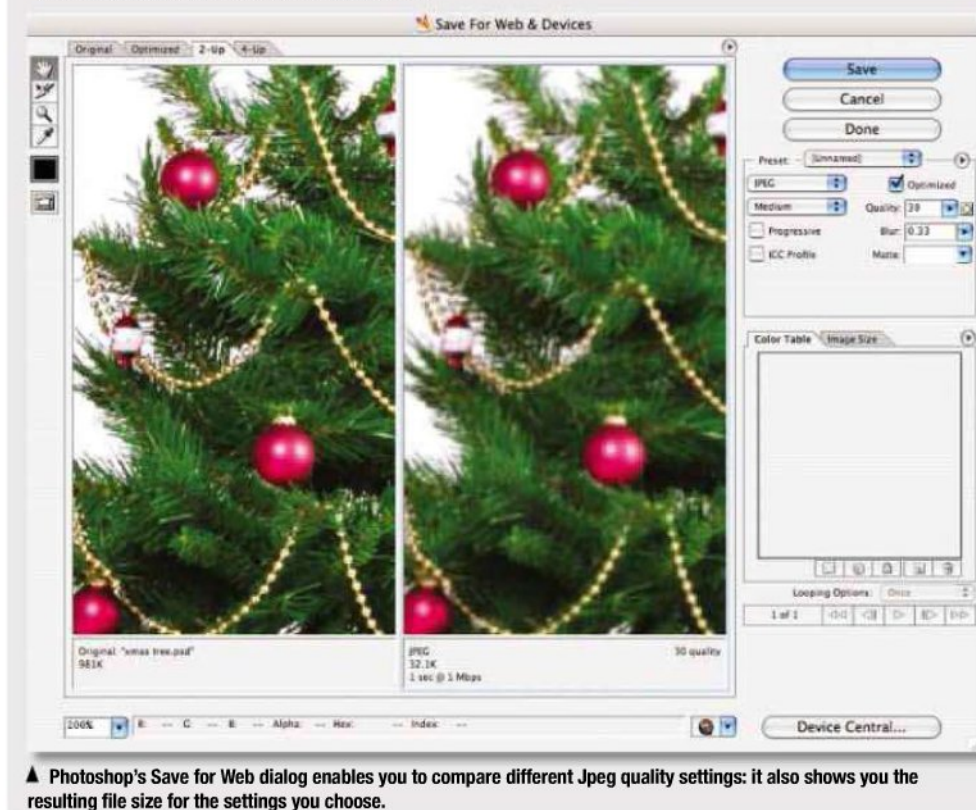 Save For Web & Devices
Original Optimized 2-Up 4-Up
Save
Cancel
Done
Preset: [Unnamed]
JPEG Optimized
Medium Quality: 30
Progressive Blur: 0.33
ICC Profile Matte:
Color Table Image Size
Looping Options: Once
1 of 1
Original: "xmas tree.psd"
981K
JPEG 30 quality
32.1K
1 sec @ 1 Mbps
200% R: -- G: -- B: -- Alpha: -- Hex: -- Index: --
Device Central...
▲ Photoshop's Save for Web dialog enables you to compare different Jpeg quality settings: it also shows you the
resulting file size for the settings you choose.